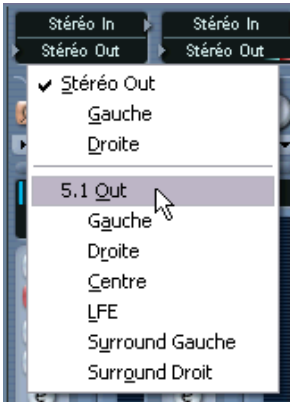 Stéréo In Stéréo In
Stéréo Out Stéréo Out
Stéréo Out
Gauche
Droite
5.1 Out
Gauche
Droite
Centre
LFE
Surround Gauche
Surround Droit